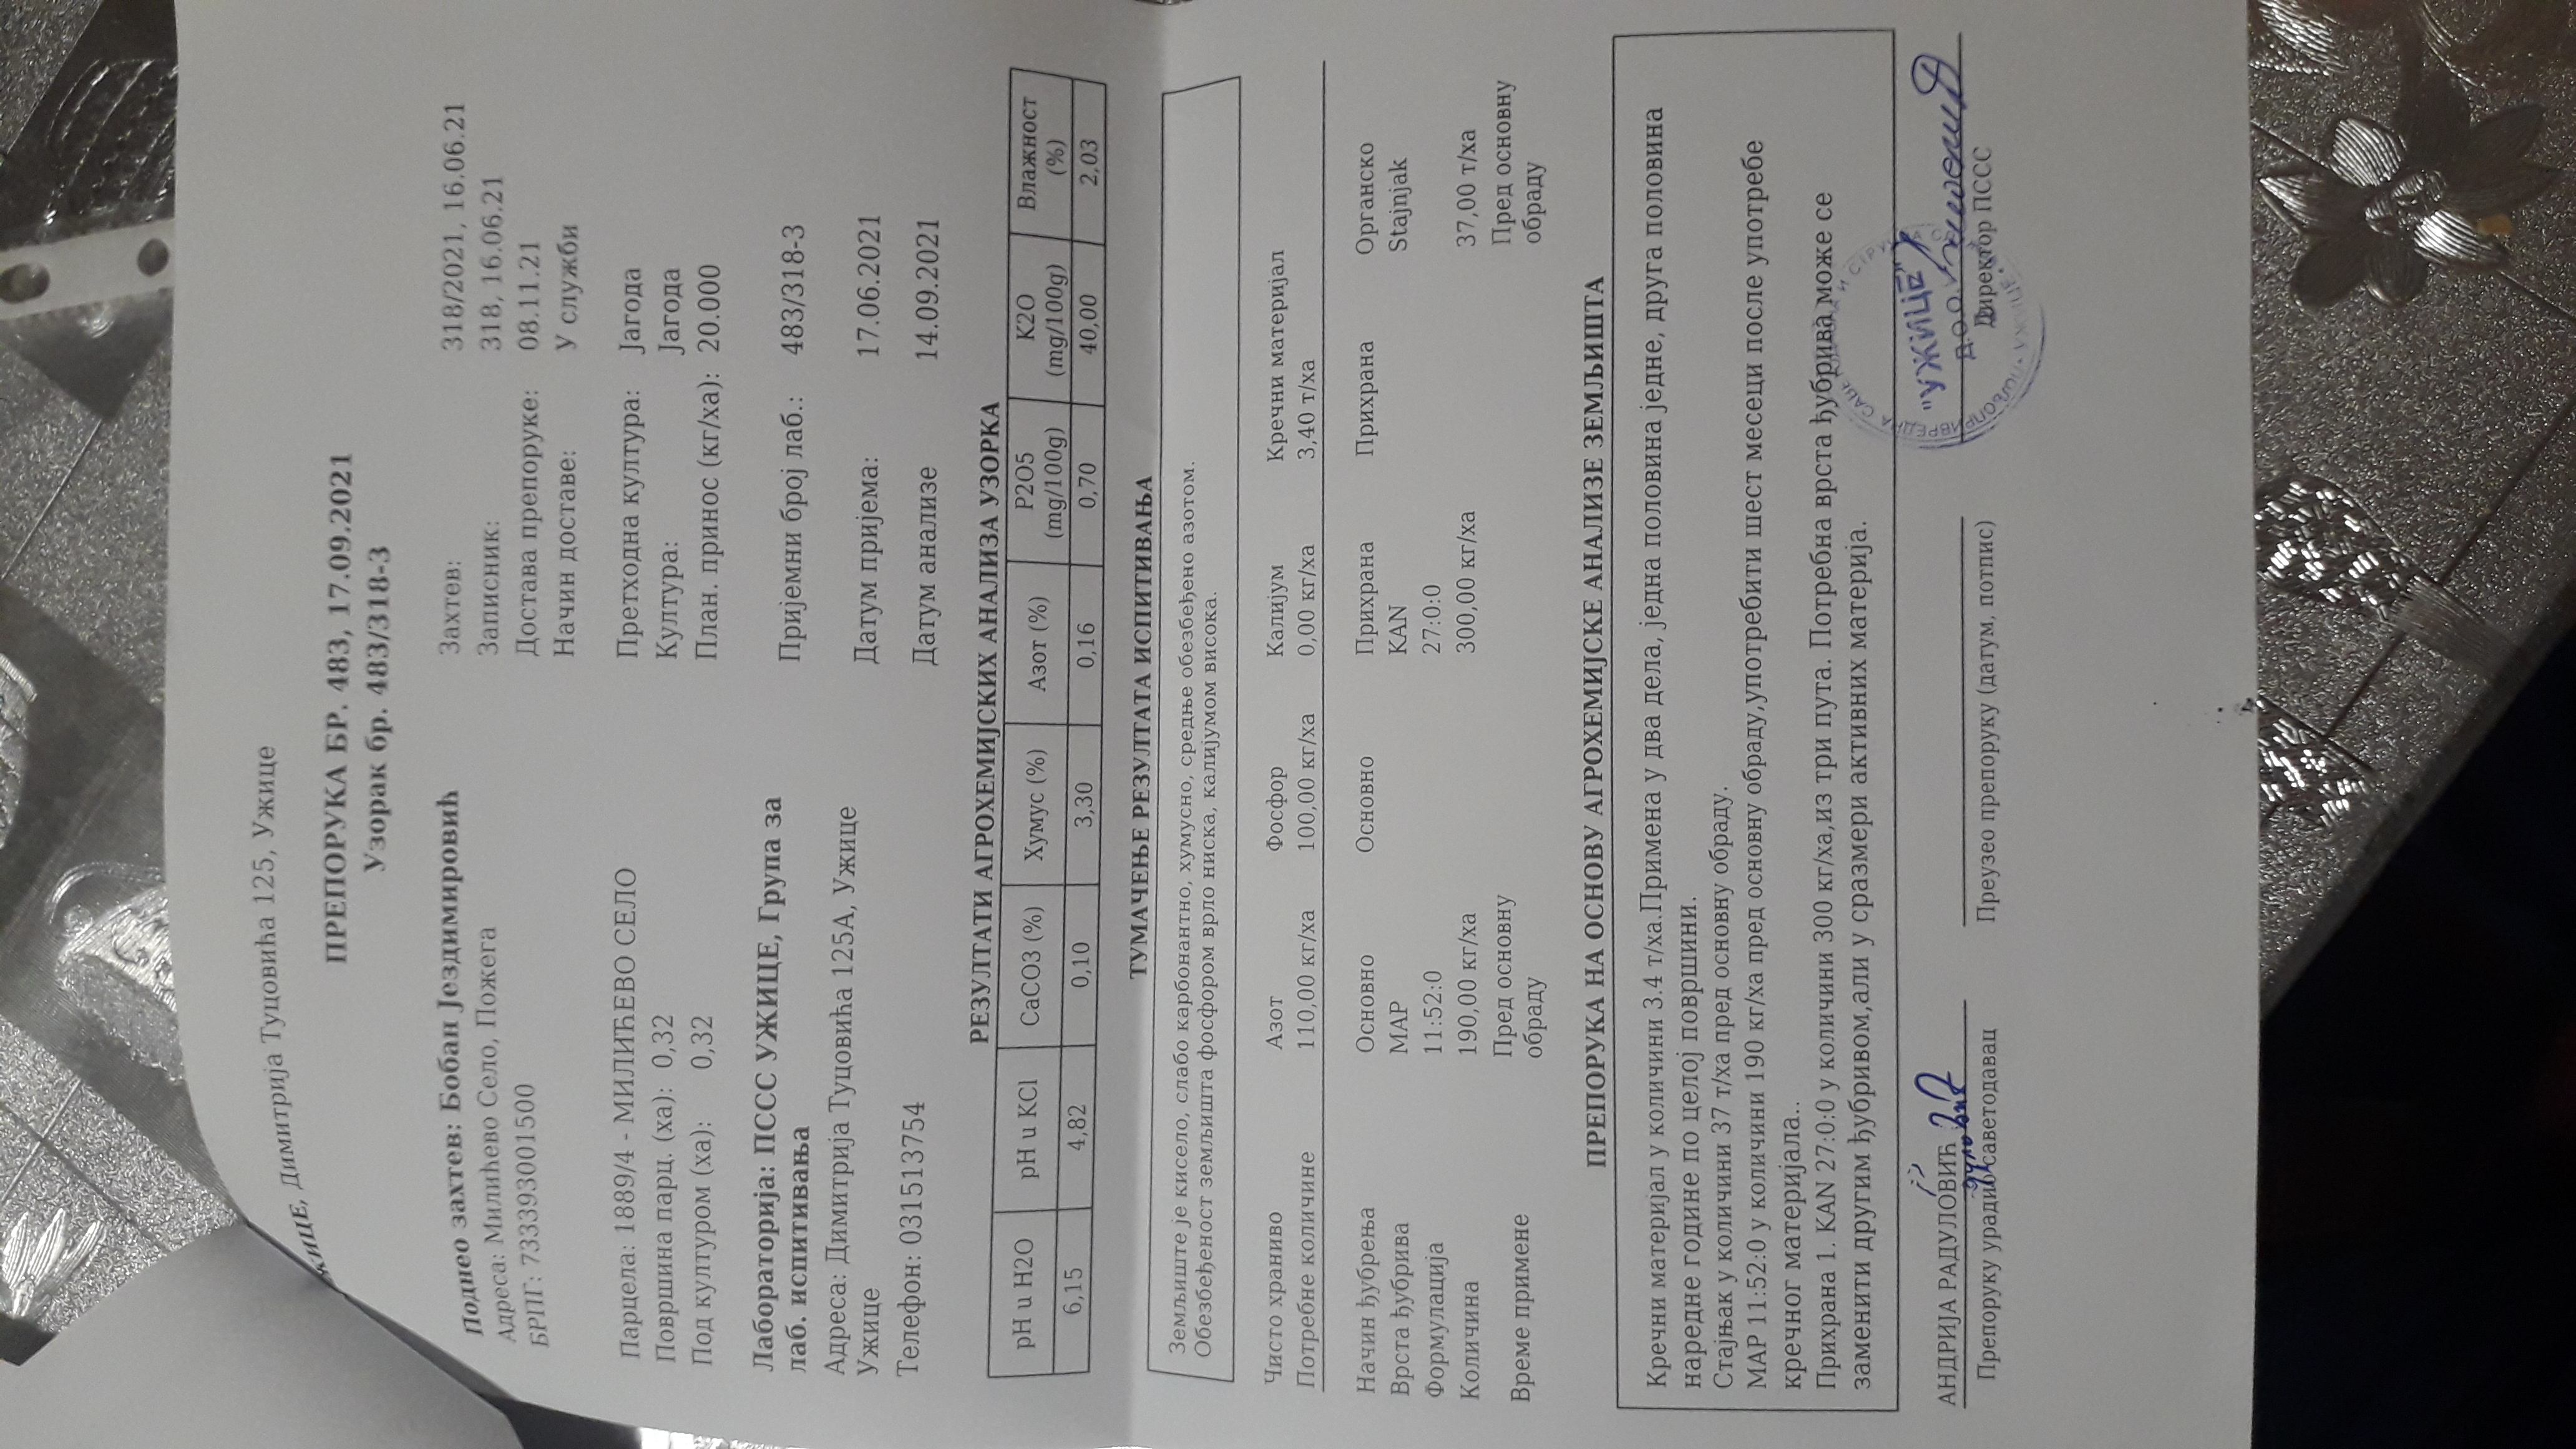 ЖИЦЕ, Димитрија Туцовића 125, Ужице
ПРЕПОРУКА БР. 483, 17.09.2021
Узорак бр. 483/318-3
Поднео захтев: Бобан Јездимировић
Адреса: Милићево Село, Пожега
БРПГ: 733393001500
Захтев: 318/2021, 16.06.21
Записник: 318, 16.06.21
Достава препоруке: 08.11.21
Начин доставе: У служби
Парцела: 1889/4 - МИЛИЋЕВО СЕЛО
Површина парц. (ха): 0,32
Под културом (ха): 0,32
Претходна култура: Јагода
Култура: Јагода
План. принос (кг/ха): 20.000
Лабораторија: ПССС УЖИЦЕ, Група за
лаб. испитивања
Адреса: Димитрија Туцовића 125А, Ужице
Ужице
Телефон: 031513754
Пријемни број лаб.: 483/318-3
Датум пријема: 17.06.2021
Датум анализе 14.09.2021
РЕЗУЛТАТИ АГРОХЕМИЈСКИХ АНАЛИЗА УЗОРКА
pH u H2O pH u KCl CaCO3 (%) Хумус (%) Азот (%) P2O5 (mg/100g) K2O (mg/100g) Влажност (%)
6,15 4,82 0,10 3,30 0,16 0,70 40,00 2,03
ТУМАЧЕЊЕ РЕЗУЛТАТА ИСПИТИВАЊА
Земљиште је кисело, слабо карбонантно, хумусно, средње обезбеђено азотом.
Обезбеђеност земљишта фосфором врло ниска, калијумом висока.
Чисто храниво Азот Фосфор Калијум Кречни материјал
Потребне количине 110,00 кг/ха 100,00 кг/ха 0,00 кг/ха 3,40 т/ха
Начин ђубрења Основно Основно Прихрана Прихрана Органско
Врста ђубрива MAP KAN Stajnjak
Формулација 11:52:0 27:0:0
Количина 190,00 кг/ха 300,00 кг/ха 37,00 т/ха
Време примене Пред основну обраду Пред основну обраду
ПРЕПОРУКА НА ОСНОВУ АГРОХЕМИЈСКЕ АНАЛИЗЕ ЗЕМЉИШТА
Кречни материјал у количини 3.4 т/ха.Примена у два дела, једна половина једне, друга половина
наредне године по целој површини.
Стајњак у количини 37 т/ха пред основну обраду.
МАР 11:52:0 у количини 190 кг/ха пред основну обраду,употребити шест месеци после употребе
кречног материјала..
Прихрана 1. KAN 27:0:0 у количини 300 кг/ха,из три пута. Потребна врста ђубрива може се
заменити другим ђубривом,али у сразмери активних материја.
АНДРИЈА РАДУЛОВИЋ
"УЖИЦЕ"
Д.О.О.
Препоруку урадио саветодавац
Преузео препоруку (датум, потпис)
Директор ПССС